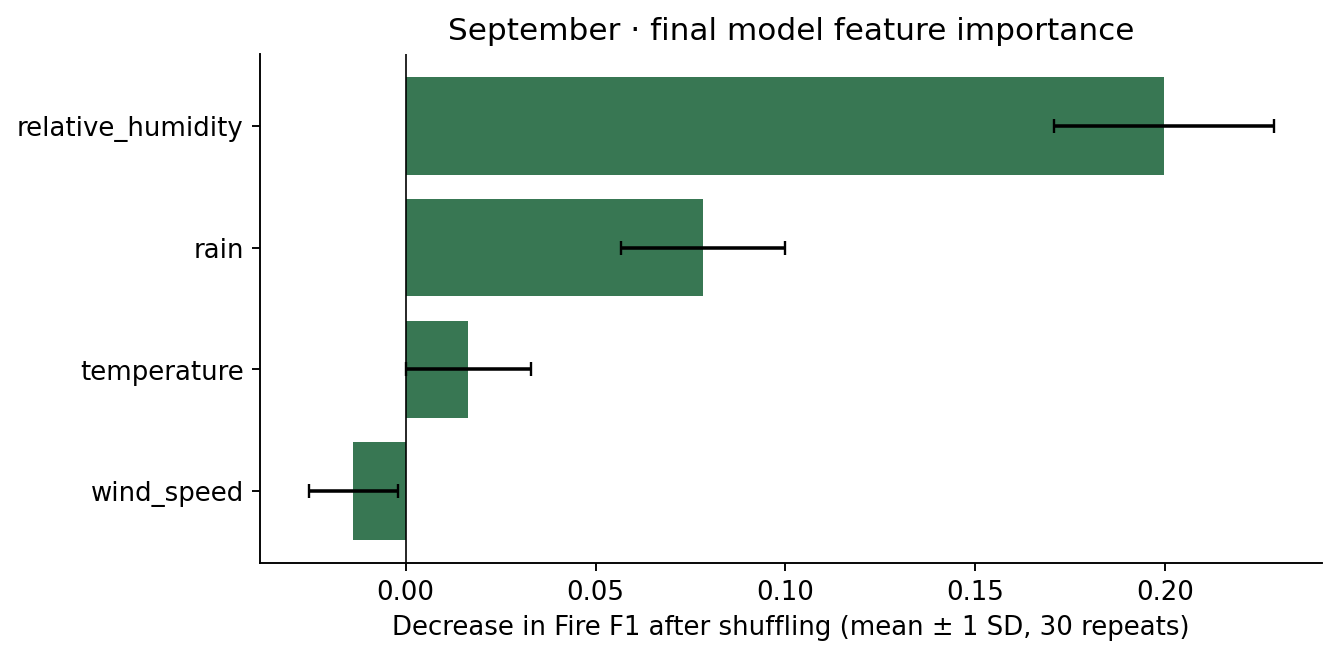 September · final model feature importance
relative_humidity
rain
temperature
wind_speed
0.00 0.05 0.10 0.15 0.20
Decrease in Fire F1 after shuffling (mean ± 1 SD, 30 repeats)